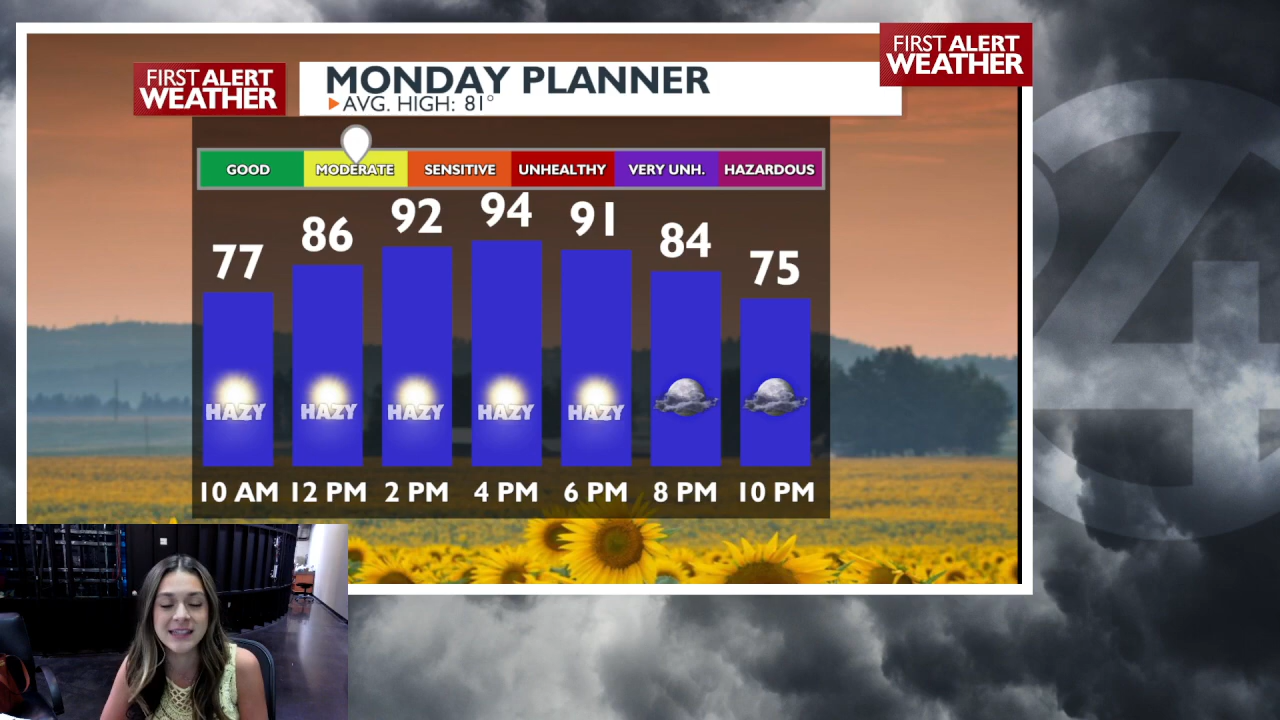 FIRST ALERT
WEATHER
FIRST ALERT
WEATHER
MONDAY PLANNER
AVG. HIGH: 81°
GOOD MODERATE SENSITIVE UNHEALTHY VERY UNH. HAZARDOUS
77 86 92 94 91 84 75
HAZY HAZY HAZY HAZY HAZY
10 AM 12 PM 2 PM 4 PM 6 PM 8 PM 10 PM
24